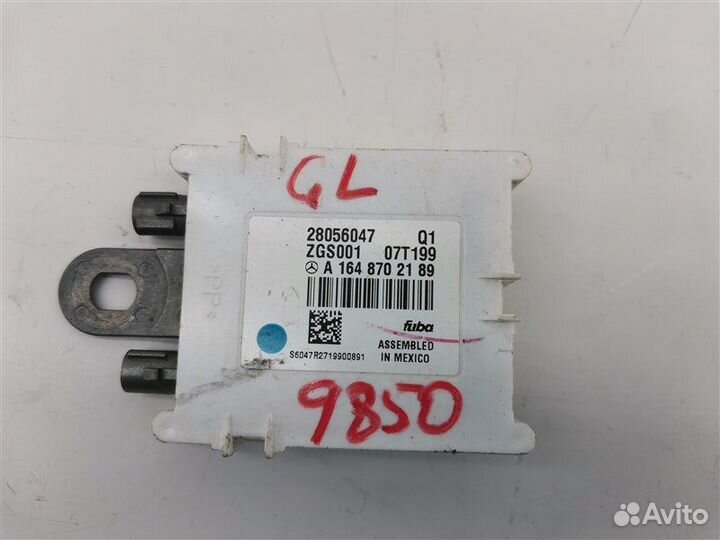 GL
28056047 Q1
ZGS001 07T199
A 164 870 21 89
fuba
ASSEMBLED
IN MEXICO
S6047R2719900891
9850
Avito